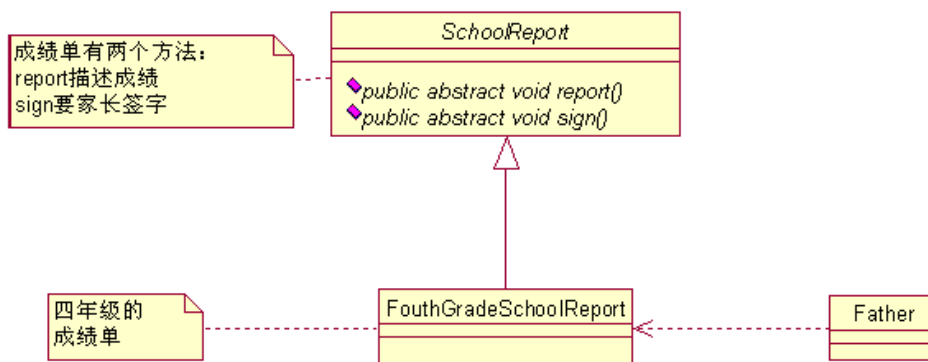 SchoolReport
成绩单有两个方法：
report描述成绩
sign要家长签字
public abstract void report()
public abstract void sign()
四年级的
成绩单
FouthGradeSchoolReport
Father